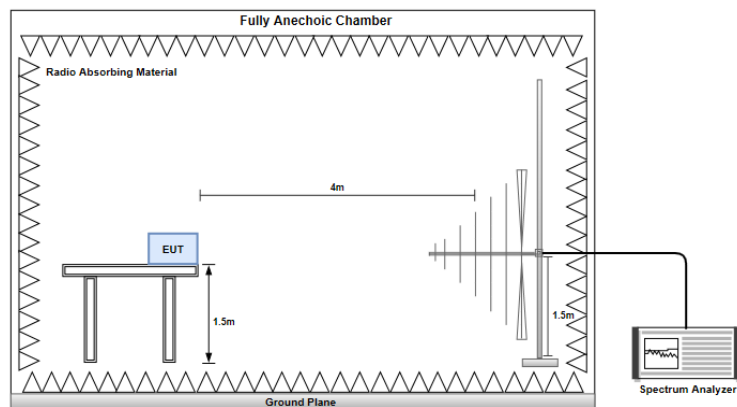 Fully Anechoic Chamber
Radio Absorbing Material
4m
EUT
1.5m
1.5m
Spectrum Analyzer
Ground Plane